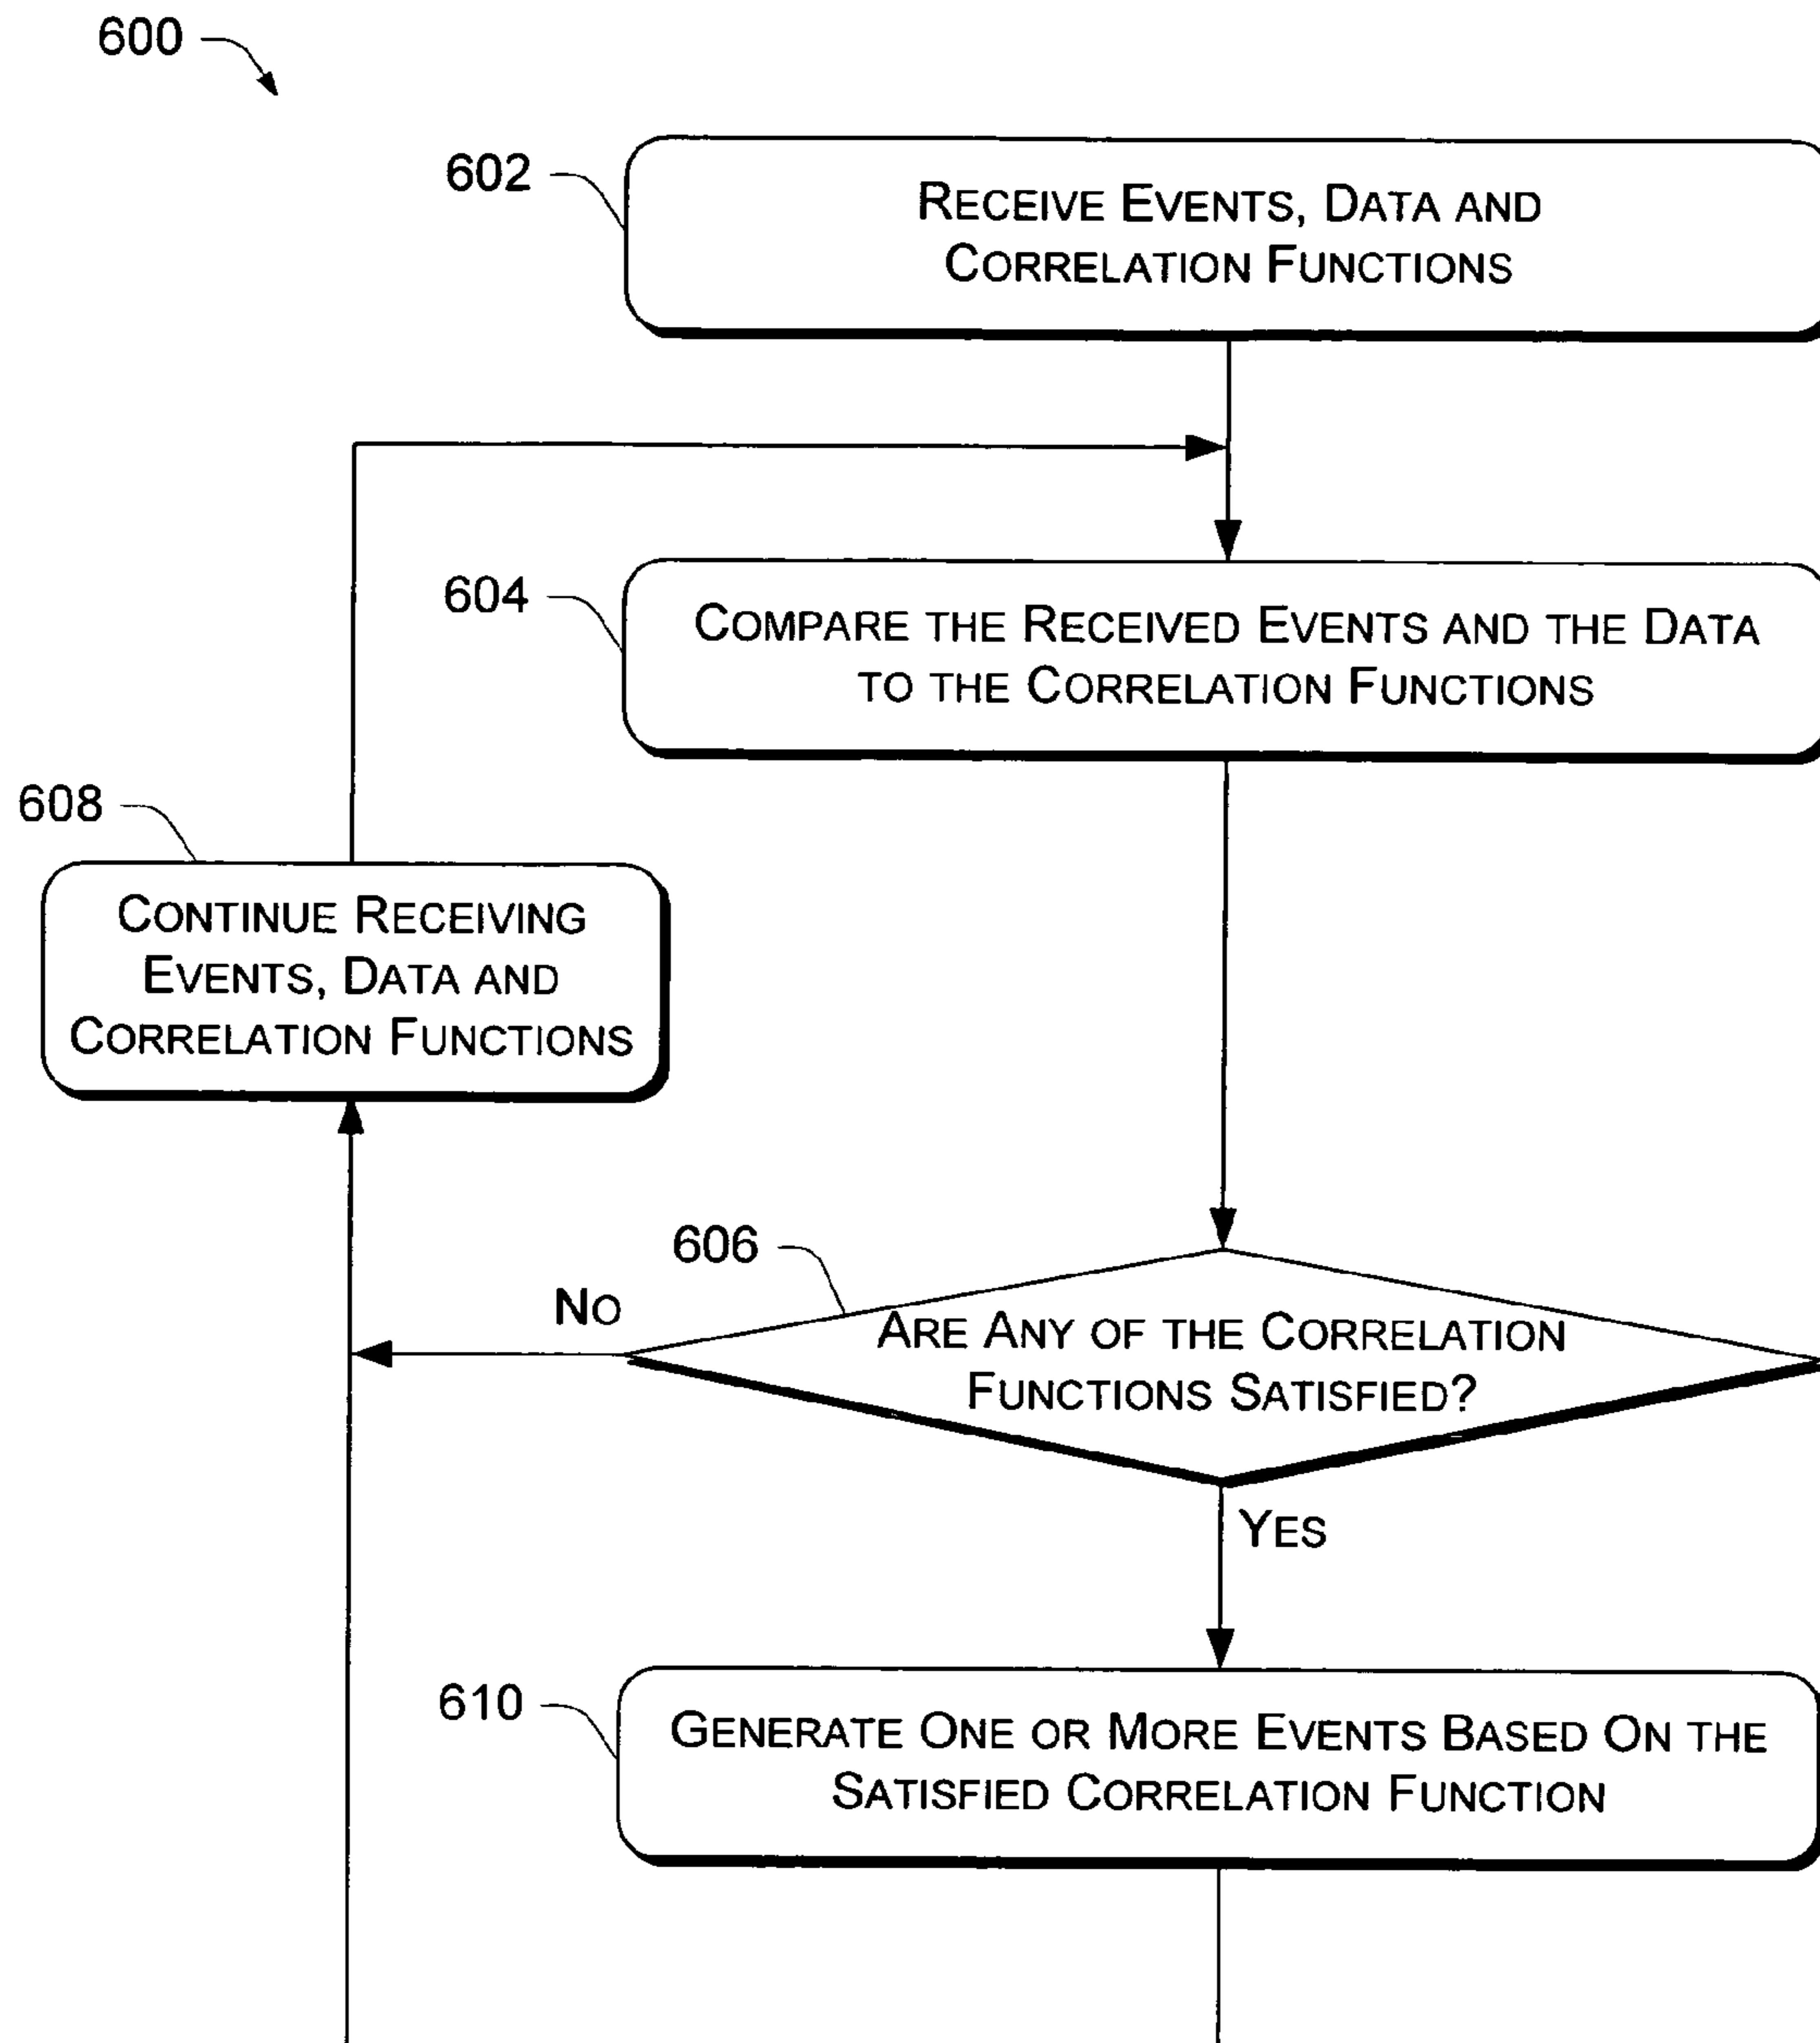 600
602
RECEIVE EVENTS, DATA AND
CORRELATION FUNCTIONS
604
COMPARE THE RECEIVED EVENTS AND THE DATA
TO THE CORRELATION FUNCTIONS
608
CONTINUE RECEIVING
EVENTS, DATA AND
CORRELATION FUNCTIONS
606
NO
ARE ANY OF THE CORRELATION
FUNCTIONS SATISFIED?
YES
610
GENERATE ONE OR MORE EVENTS BASED ON THE
SATISFIED CORRELATION FUNCTION